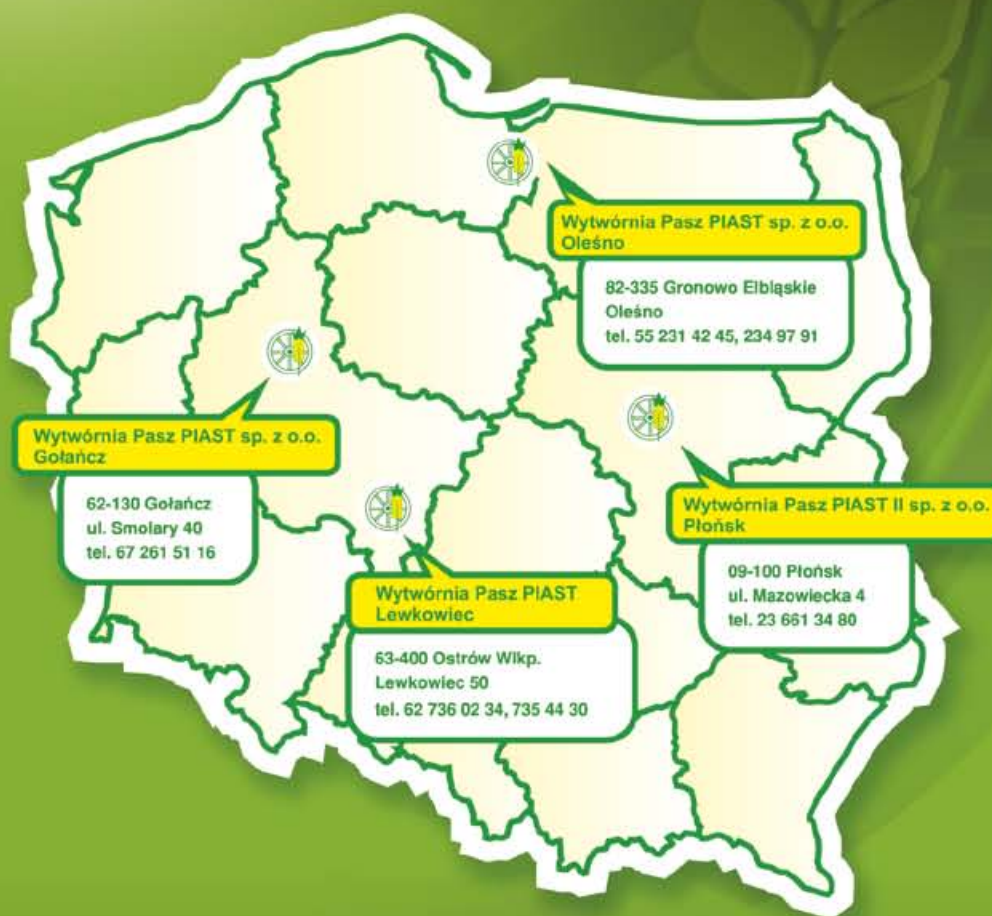 Wytwórnia Pasz PIAST sp. z o.o.
Oleśno
82-335 Gronowo Elbląskie
Oleśno
tel. 55 231 42 45, 234 97 91
Wytwórnia Pasz PIAST sp. z o.o.
Gołańcz
62-130 Gołańcz
ul. Smolary 40
tel. 67 261 51 16
Wytwórnia Pasz PIAST II sp. z o.o.
Płońsk
09-100 Płońsk
ul. Mazowiecka 4
tel. 23 661 34 80
Wytwórnia Pasz PIAST
Lewkowiec
63-400 Ostrów Wlkp.
Lewkowiec 50
tel. 62 736 02 34, 735 44 30